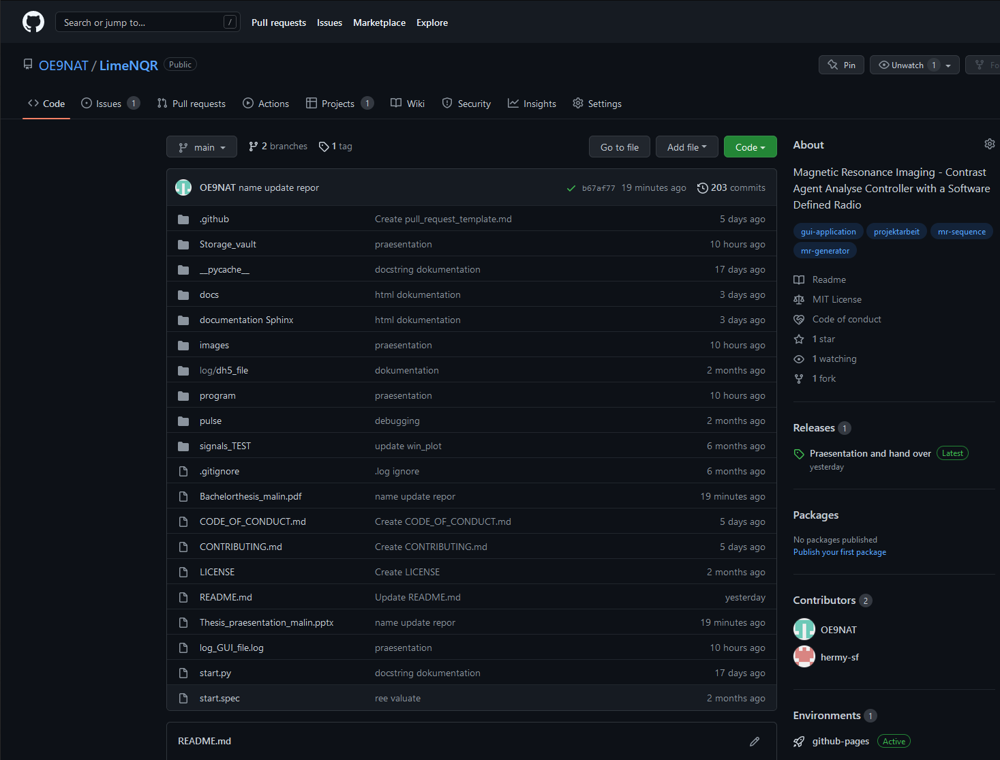 Search or jump to... /
Pull requests Issues Marketplace Explore
OE9NAT / LimeNQR Public
Pin Unwatch 1 Fo
Code Issues 1 Pull requests Actions Projects 1 Wiki Security Insights Settings
main 2 branches 1 tag Go to file Add file Code
OE9NAT name update repor b67af77 19 minutes ago 203 commits
.github Create pull_request_template.md 5 days ago
Storage_vault praesentation 10 hours ago
__pycache__ docstring dokumentation 17 days ago
docs html dokumentation 3 days ago
documentation Sphinx html dokumentation 3 days ago
images praesentation 10 hours ago
log/dh5_file dokumentation 2 months ago
program praesentation 10 hours ago
pulse debugging 2 months ago
signals_TEST update win_plot 6 months ago
.gitignore .log ignore 6 months ago
Bachelorthesis_malin.pdf name update repor 19 minutes ago
CODE_OF_CONDUCT.md Create CODE_OF_CONDUCT.md 5 days ago
CONTRIBUTING.md Create CONTRIBUTING.md 5 days ago
LICENSE Create LICENSE 2 months ago
README.md Update README.md yesterday
Thesis_praesentation_malin.pptx name update repor 19 minutes ago
log_GUI_file.log praesentation 10 hours ago
start.py docstring dokumentation 17 days ago
start.spec ree valuate 2 months ago
README.md
About
Magnetic Resonance Imaging - Contrast
Agent Analyse Controller with a Software
Defined Radio
gui-application projektarbeit mr-sequence
mr-generator
Readme
MIT License
Code of conduct
1 star
1 watching
1 fork
Releases 1
Praesentation and hand over Latest
yesterday
Packages
No packages published
Publish your first package
Contributors 2
OE9NAT
hermy-sf
Environments 1
github-pages Active